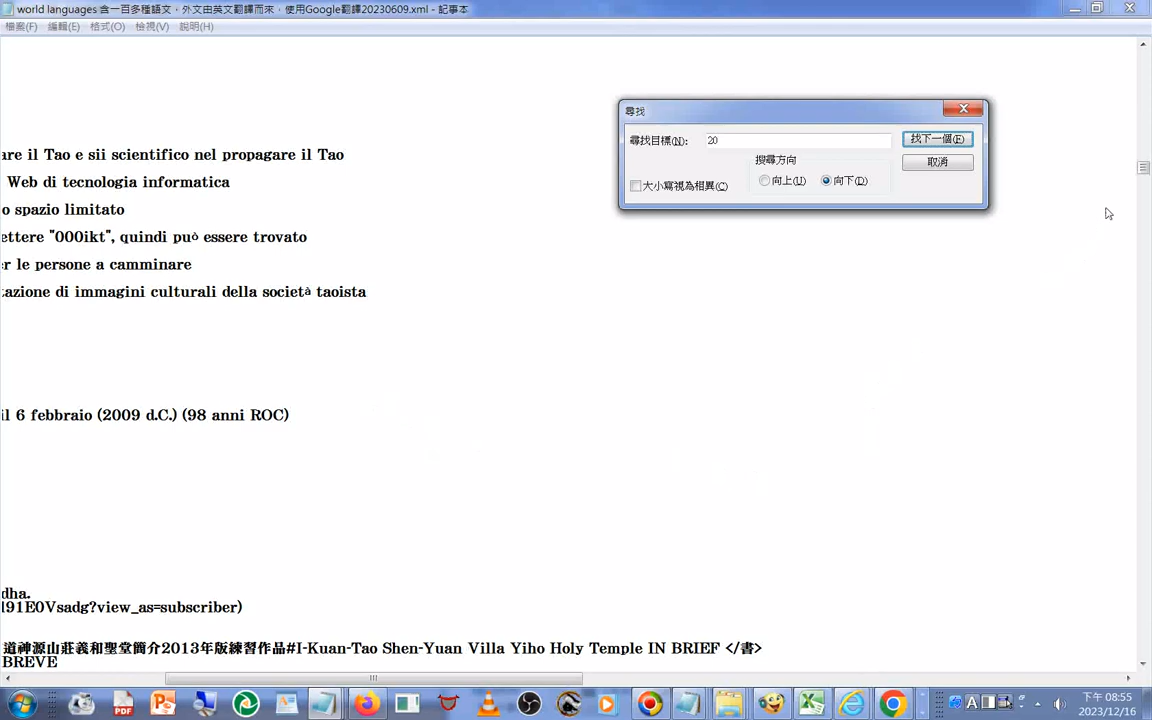 world languages 含一百多種語文，外文由英文翻譯而來，使用Google翻譯20230609.xml - 記事本
檔案(F) 編輯(E) 格式(O) 檢視(V) 說明(H)
尋找
尋找目標(N): 20
找下一個(F)
搜尋方向
取消
大小寫視為相異(C)
向上(U) 向下(D)
are il Tao e sii scientifico nel propagare il Tao
Web di tecnologia informatica
o spazio limitato
ettere "000ikt", quindi può essere trovato
er le persone a camminare
tazione di immagini culturali della società taoista
il 6 febbraio (2009 d.C.) (98 anni ROC)
dha.
l91E0Vsadg?view_as=subscriber)
道神源山莊義和聖堂簡介2013年版練習作品#I-Kuan-Tao Shen-Yuan Villa Yiho Holy Temple IN BRIEF </書>
BREVE
下午 08:55
2023/12/16